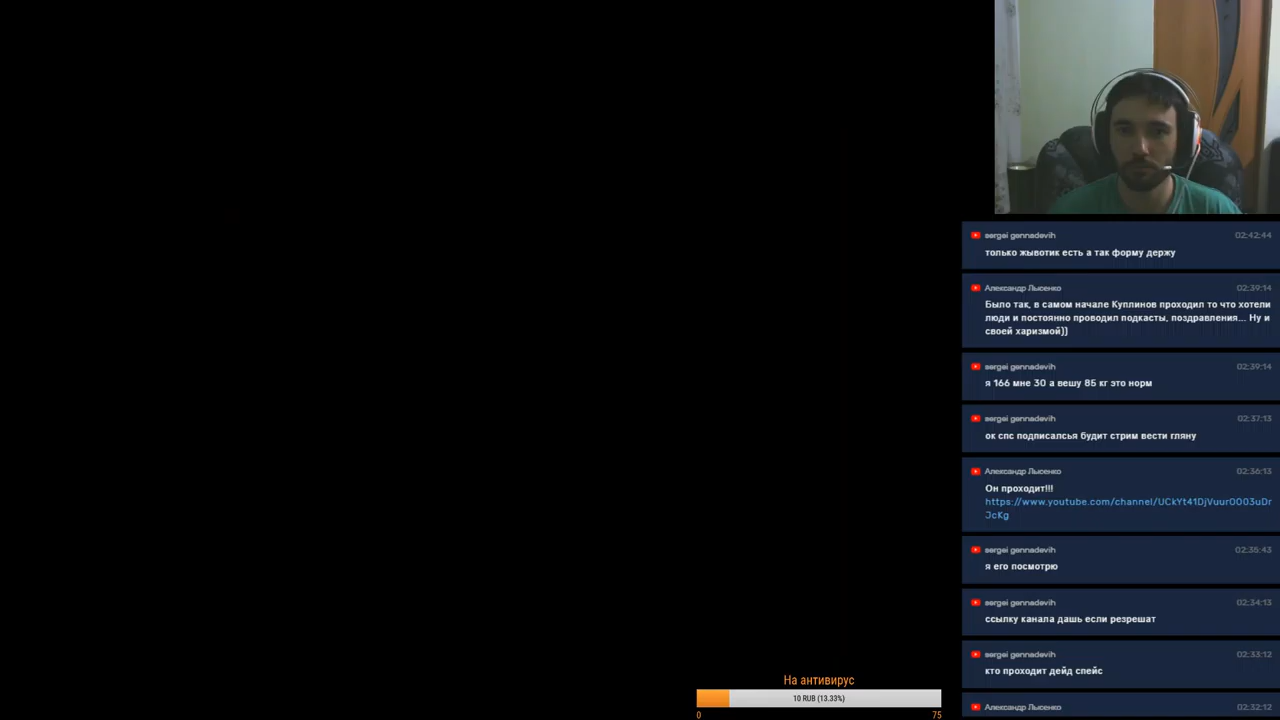 sergei gennadevih 02:42:44
только жывотик есть а так форму держу
Александр Лысенко 02:39:14
Было так, в самом начале Куплинов проходил то что хотели
люди и постоянно проводил подкасты, поздравления... Ну и
своей харизмой))
sergei gennadevih 02:39:14
я 166 мне 30 а вешу 85 кг это норм
sergei gennadevih 02:37:13
ок спс подписалсья будит стрим вести гляну
Александр Лысенко 02:36:13
Он проходит!!!
https://www.youtube.com/channel/UCkYt41DjVuurO003uDr
JcKg
sergei gennadevih 02:35:43
я его посмотрю
sergei gennadevih 02:34:13
ссылку канала дашь если резрешат
sergei gennadevih 02:33:12
кто проходит дейд спейс
Александр Лысенко 02:32:12
На антивирус
10 RUB (13.33%)
0 75